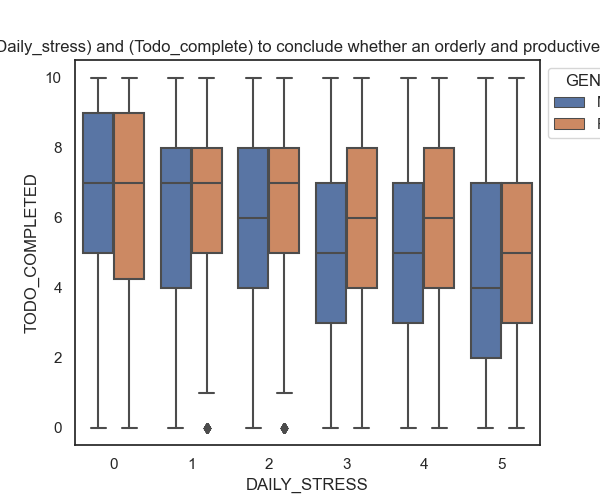 Daily_stress) and (Todo_complete) to conclude whether an orderly and productive
GEN
10
8
6
4
2
0
TODO_COMPLETED
0 1 2 3 4 5
DAILY_STRESS